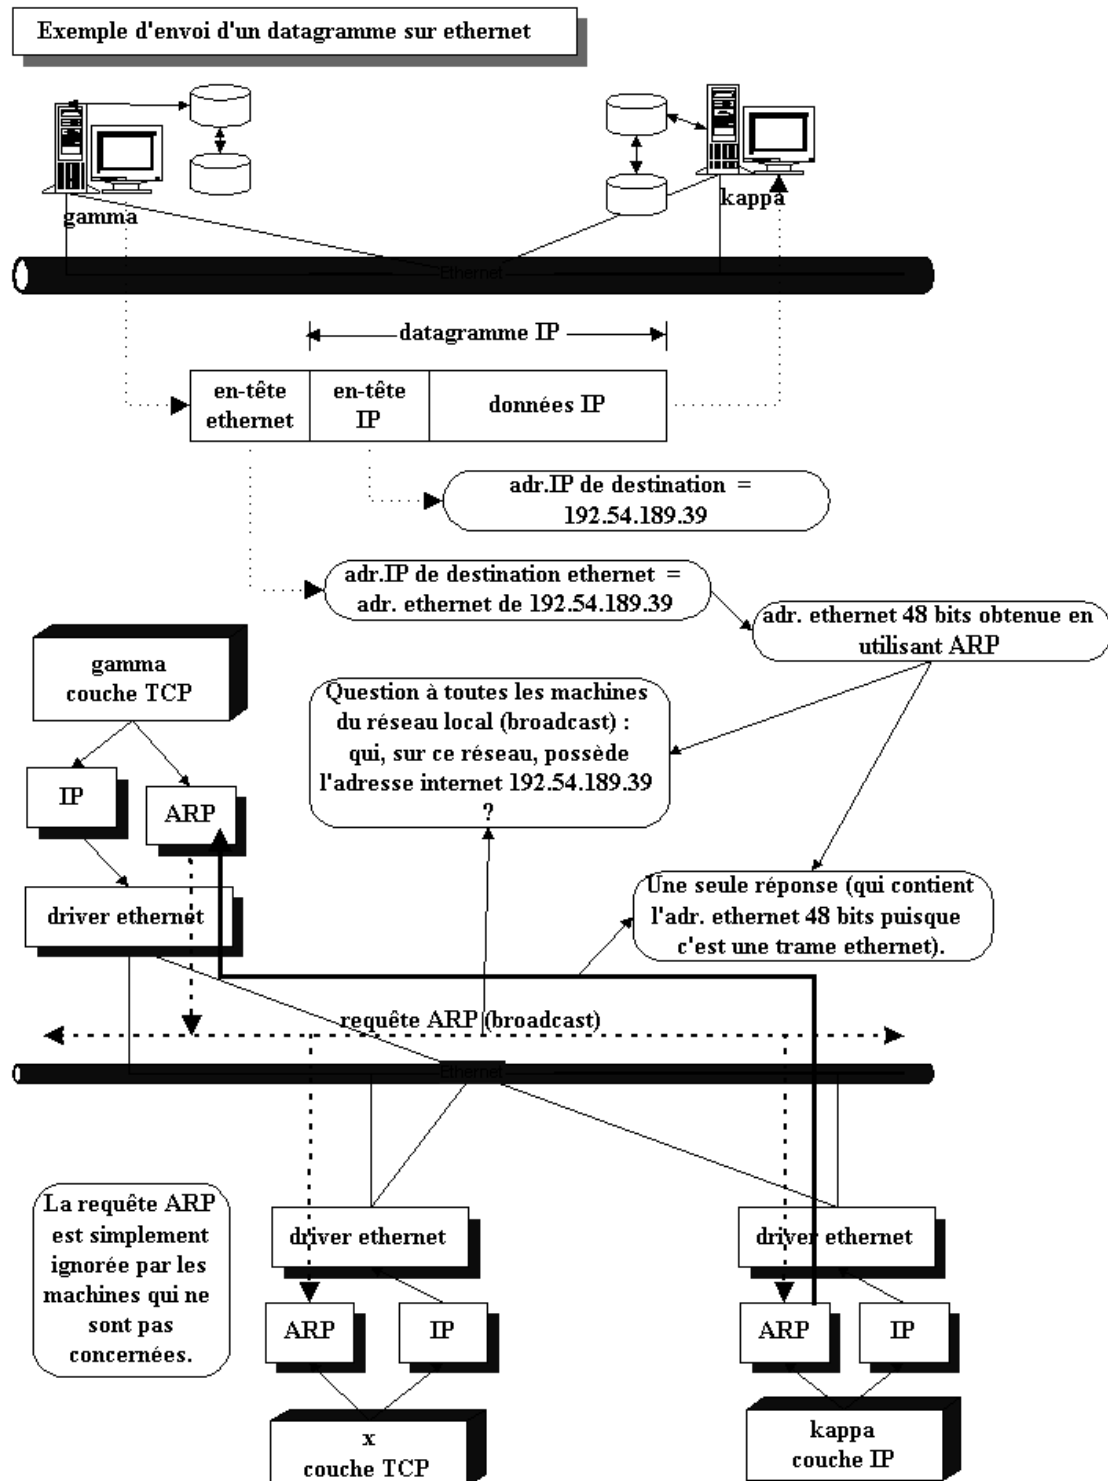 Exemple d'envoi d'un datagramme sur ethernet
gamma
kappa
Ethernet
datagramme IP
en-tête
ethernet
en-tête
IP
données IP
adr.IP de destination =
192.54.189.39
adr.IP de destination ethernet =
adr. ethernet de 192.54.189.39
adr. ethernet 48 bits obtenue en
utilisant ARP
gamma
couche TCP
Question à toutes les machines
du réseau local (broadcast) :
qui, sur ce réseau, possède
l'adresse internet 192.54.189.39
?
IP
ARP
driver ethernet
Une seule réponse (qui contient
l'adr. ethernet 48 bits puisque
c'est une trame ethernet).
requête ARP (broadcast)
Ethernet
La requête ARP
est simplement
ignorée par les
machines qui ne
sont pas
concernées.
driver ethernet
ARP
IP
x
couche TCP
driver ethernet
ARP
IP
kappa
couche IP